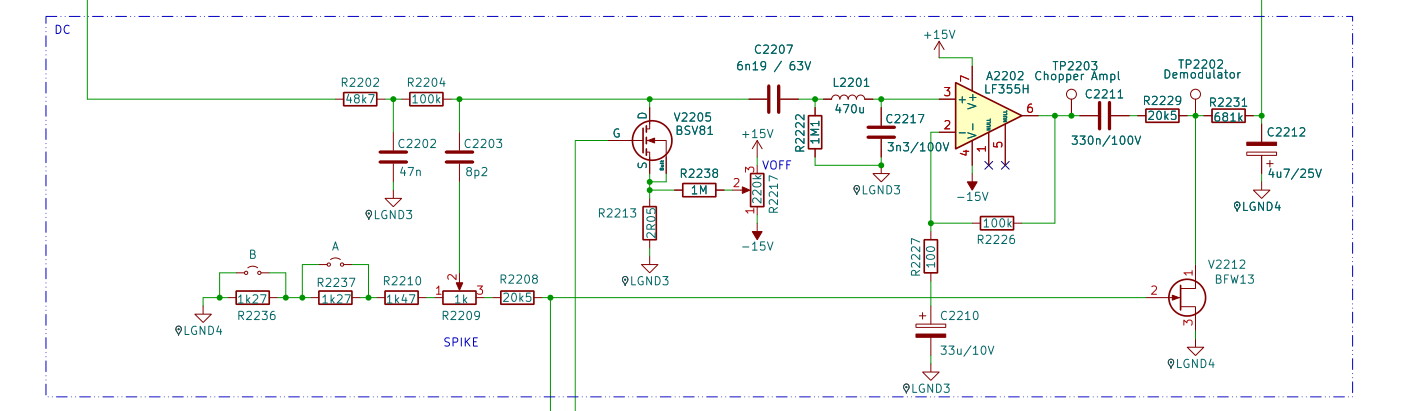 DC
C2207
6n19 / 63V
+15V
A2202
LF355H
TP2203
Chopper Ampl
TP2202
Demodulator
R2202
48k7
R2204
100k
L2201
470u
3
2
7
4
6
1
5
V+
V-
+
-
NULL
NULL
C2211
330n/100V
R2229
20k5
R2231
681k
D
G
S
Bulk
V2205
BSV81
+15V
R2222
1M1
C2217
3n3/100V
C2212
+
4u7/25V
C2202
47n
C2203
8p2
VOFF
LGND3
R2238
1M
2
3
1
220k
R2217
-15V
-15V
LGND3
LGND4
R2213
2R05
100k
R2226
R2227
100
B
A
LGND3
V2212
BFW13
1
2
3
R2237
1k27
R2236
1k27
R2210
1k47
1
2
3
1k
R2209
R2208
20k5
LGND4
SPIKE
+
C2210
33u/10V
LGND3
LGND4